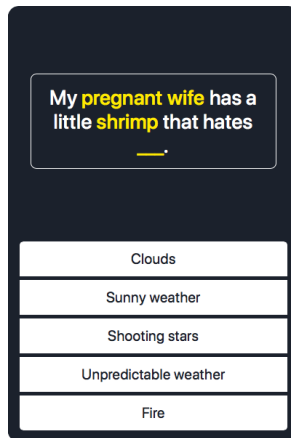 My pregnant wife has a
little shrimp that hates
___.
Clouds
Sunny weather
Shooting stars
Unpredictable weather
Fire